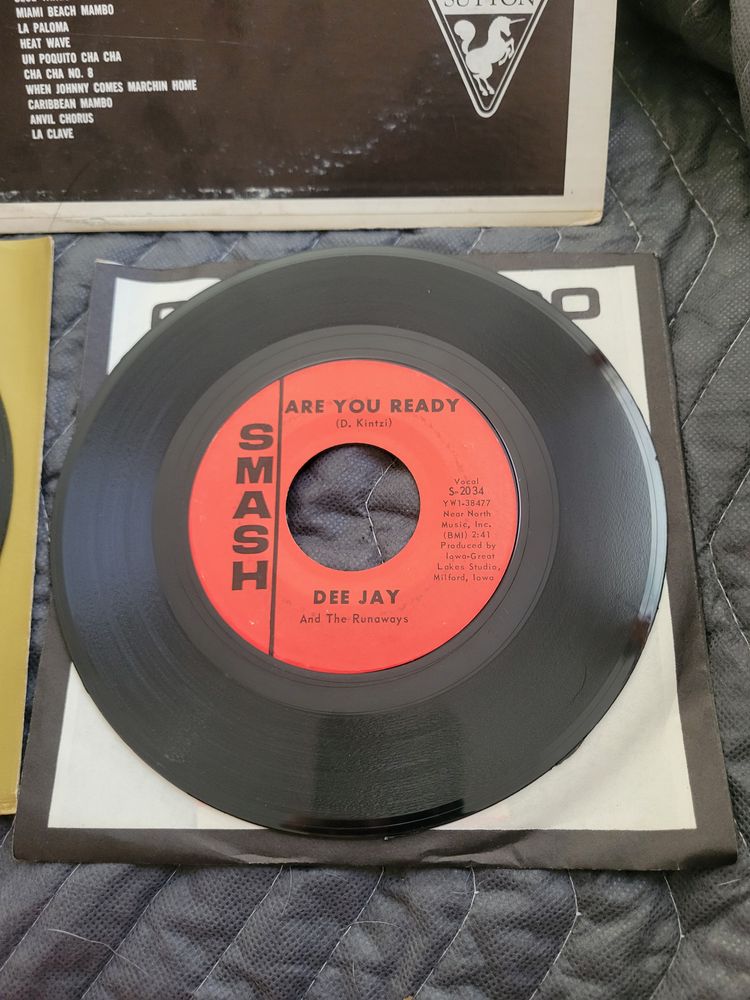 MIAMI BEACH MAMBO
LA PALOMA
HEAT WAVE
UN POQUITO CHA CHA
CHA CHA NO. 8
WHEN JOHNNY COMES MARCHIN HOME
CARIBBEAN MAMBO
ANVIL CHORUS
LA CLAVE
SUTTON
SMASH
ARE YOU READY
(D. Kintzi)
Vocal
S-2034
YW1-38477
Near North
Music, Inc.
(BMI) 2:41
Produced by
Iowa-Great
Lakes Studio,
Milford, Iowa
DEE JAY
And The Runaways